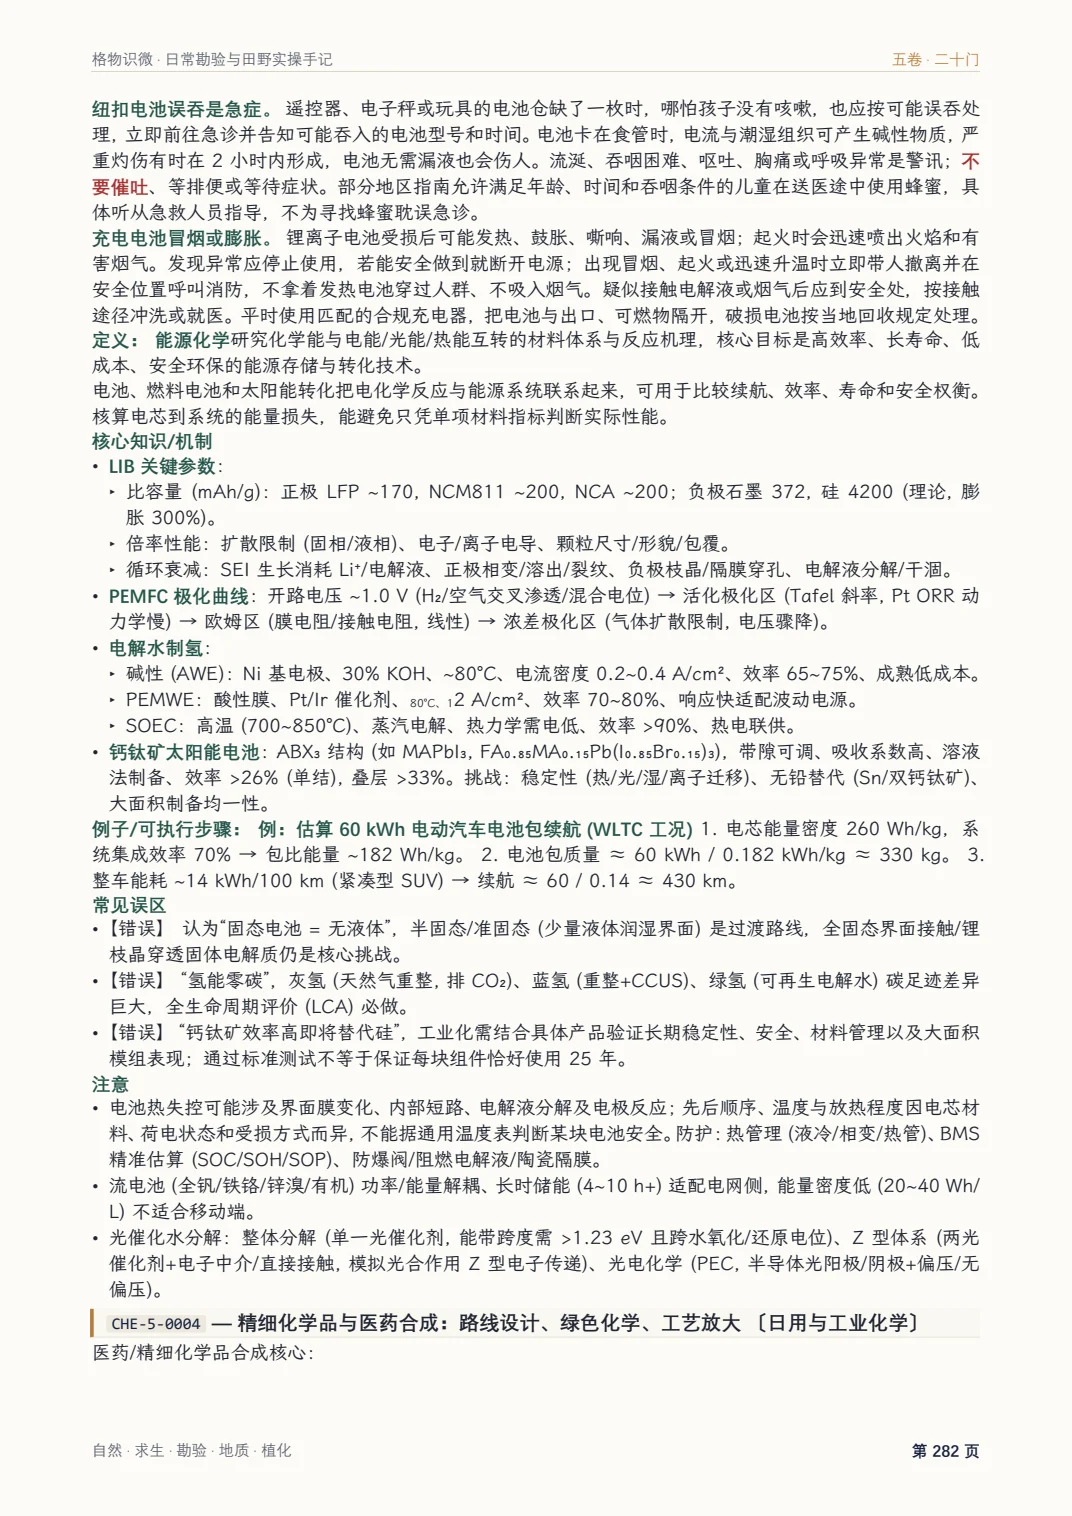 格物识微 · 日常勘验与田野实操手记
五卷 · 二十门
纽扣电池误吞是急症。 遥控器、电子秤或玩具的电池仓缺了一枚时，哪怕孩子没有咳嗽，也应按可能误吞处
理，立即前往急诊并告知可能吞入的电池型号和时间。电池卡在食管时，电流与潮湿组织可产生碱性物质，严
重灼伤有时在 2 小时内形成，电池无需漏液也会伤人。流涎、吞咽困难、呕吐、胸痛或呼吸异常是警讯；不
要催吐、等排便或等待症状。部分地区指南允许满足年龄、时间和吞咽条件的儿童在送医途中使用蜂蜜，具
体听从急救人员指导，不为寻找蜂蜜耽误急诊。
充电电池冒烟或膨胀。 锂离子电池受损后可能发热、鼓胀、嘶响、漏液或冒烟；起火时会迅速喷出火焰和有
害烟气。发现异常应停止使用，若能安全做到就断开电源；出现冒烟、起火或迅速升温时立即带人撤离并在
安全位置呼叫消防，不拿着发热电池穿过人群、不吸入烟气。疑似接触电解液或烟气后应到安全处，按接触
途径冲洗或就医。平时使用匹配的合规充电器，把电池与出口、可燃物隔开，破损电池按当地回收规定处理。
定义： 能源化学研究化学能与电能/光能/热能互转的材料体系与反应机理，核心目标是高效率、长寿命、低
成本、安全环保的能源存储与转化技术。
电池、燃料电池和太阳能转化把电化学反应与能源系统联系起来，可用于比较续航、效率、寿命和安全权衡。
核算电芯到系统的能量损失，能避免只凭单项材料指标判断实际性能。
核心知识/机制
• LIB 关键参数：
‣ 比容量 (mAh/g)：正极 LFP ~170, NCM811 ~200, NCA ~200；负极石墨 372, 硅 4200 (理论, 膨
胀 300%)。
‣ 倍率性能：扩散限制 (固相/液相)、电子/离子电导、颗粒尺寸/形貌/包覆。
‣ 循环衰减：SEI 生长消耗 Li⁺/电解液、正极相变/溶出/裂纹、负极枝晶/隔膜穿孔、电解液分解/干涸。
• PEMFC 极化曲线：开路电压 ~1.0 V (H₂/空气交叉渗透/混合电位) → 活化极化区 (Tafel 斜率, Pt ORR 动
力学慢) → 欧姆区 (膜电阻/接触电阻, 线性) → 浓差极化区 (气体扩散限制, 电压骤降)。
• 电解水制氢：
‣ 碱性 (AWE)：Ni 基电极、30% KOH、~80°C、电流密度 0.2~0.4 A/cm²、效率 65~75%、成熟低成本。
‣ PEMWE：酸性膜、Pt/Ir 催化剂、₈₀°C、₁2 A/cm²、效率 70~80%、响应快适配波动电源。
‣ SOEC：高温 (700~850°C)、蒸汽电解、热力学需电低、效率 >90%、热电联供。
• 钙钛矿太阳能电池：ABX₃ 结构 (如 MAPbI₃, FA₀.₈₅MA₀.₁₅Pb(I₀.₈₅Br₀.₁₅)₃)，带隙可调、吸收系数高、溶液
法制备、效率 >26% (单结), 叠层 >33%。挑战：稳定性 (热/光/湿/离子迁移)、无铅替代 (Sn/双钙钛矿)、
大面积制备均一性。
例子/可执行步骤： 例：估算 60 kWh 电动汽车电池包续航 (WLTC 工况) 1. 电芯能量密度 260 Wh/kg，系
统集成效率 70% → 包比能量 ~182 Wh/kg。 2. 电池包质量 ≈ 60 kWh / 0.182 kWh/kg ≈ 330 kg。 3.
整车能耗 ~14 kWh/100 km (紧凑型 SUV) → 续航 ≈ 60 / 0.14 ≈ 430 km。
常见误区
• 【错误】 认为“固态电池 = 无液体”，半固态/准固态 (少量液体润湿界面) 是过渡路线，全固态界面接触/锂
枝晶穿透固体电解质仍是核心挑战。
• 【错误】 “氢能零碳”，灰氢 (天然气重整, 排 CO₂)、蓝氢 (重整+CCUS)、绿氢 (可再生电解水) 碳足迹差异
巨大，全生命周期评价 (LCA) 必做。
• 【错误】 “钙钛矿效率高即将替代硅”，工业化需结合具体产品验证长期稳定性、安全、材料管理以及大面积
模组表现；通过标准测试不等于保证每块组件恰好使用 25 年。
注意
• 电池热失控可能涉及界面膜变化、内部短路、电解液分解及电极反应；先后顺序、温度与放热程度因电芯材
料、荷电状态和受损方式而异，不能据通用温度表判断某块电池安全。防护：热管理 (液冷/相变/热管)、BMS
精准估算 (SOC/SOH/SOP)、防爆阀/阻燃电解液/陶瓷隔膜。
• 流电池 (全钒/铁铬/锌溴/有机) 功率/能量解耦、长时储能 (4~10 h+) 适配电网侧，能量密度低 (20~40 Wh/
L) 不适合移动端。
• 光催化水分解：整体分解 (单一光催化剂, 能带跨度需 >1.23 eV 且跨水氧化/还原电位)、Z 型体系 (两光
催化剂+电子中介/直接接触, 模拟光合作用 Z 型电子传递)、光电化学 (PEC, 半导体光阳极/阴极+偏压/无
偏压)。
CHE-5-0004 — 精细化学品与医药合成：路线设计、绿色化学、工艺放大 〔日用与工业化学〕
医药/精细化学品合成核心：
自然 · 求生 · 勘验 · 地质 · 植化
第 282 页